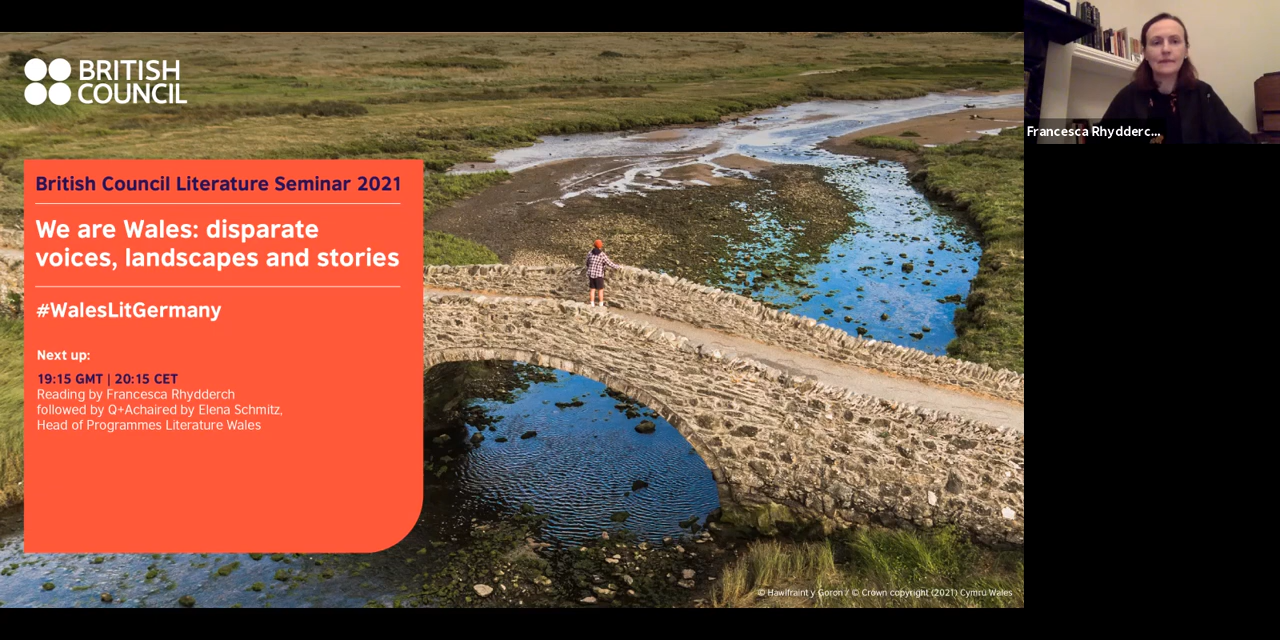 BRITISH
COUNCIL
British Council Literature Seminar 2021
We are Wales: disparate
voices, landscapes and stories
#WalesLitGermany
Next up:
19:15 GMT | 20:15 CET
Reading by Francesca Rhydderch
followed by Q+Achaired by Elena Schmitz,
Head of Programmes Literature Wales
© Hawlfraint y Goron / © Crown copyright (2021) Cymru Wales
Francesca Rhydderc...